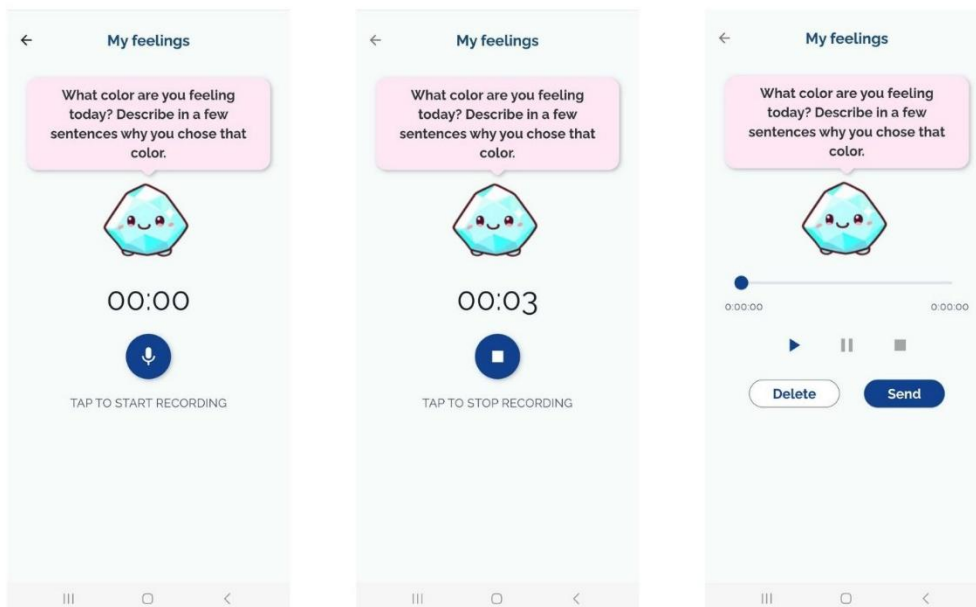 My feelings
What color are you feeling
today? Describe in a few
sentences why you chose that
color.
00:00
TAP TO START RECORDING
My feelings
What color are you feeling
today? Describe in a few
sentences why you chose that
color.
00:03
TAP TO STOP RECORDING
My feelings
What color are you feeling
today? Describe in a few
sentences why you chose that
color.
0:00:00 0:00:00
Delete Send